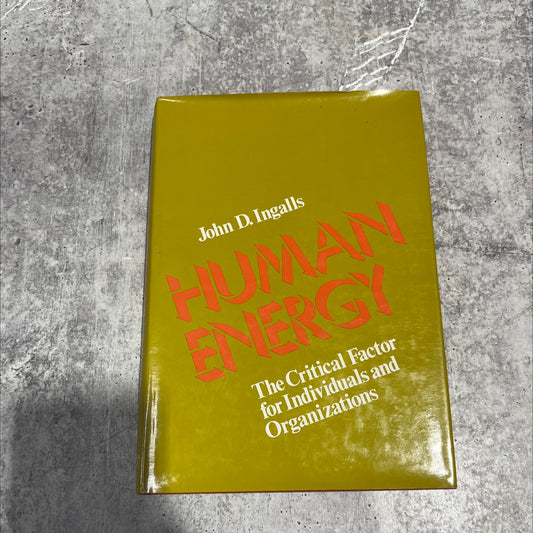 John D. Ingalls
HUMAN
ENERGY
The Critical Factor
for Individuals and
Organizations